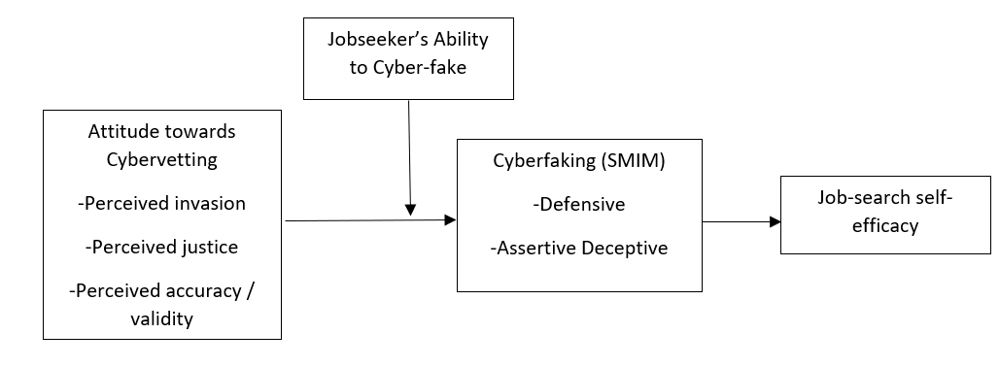 Jobseeker's Ability
to Cyber-fake
Attitude towards
Cybervetting
-Perceived invasion
-Perceived justice
-Perceived accuracy /
validity
Cyberfaking (SMIM)
-Defensive
-Assertive Deceptive
Job-search self-
efficacy